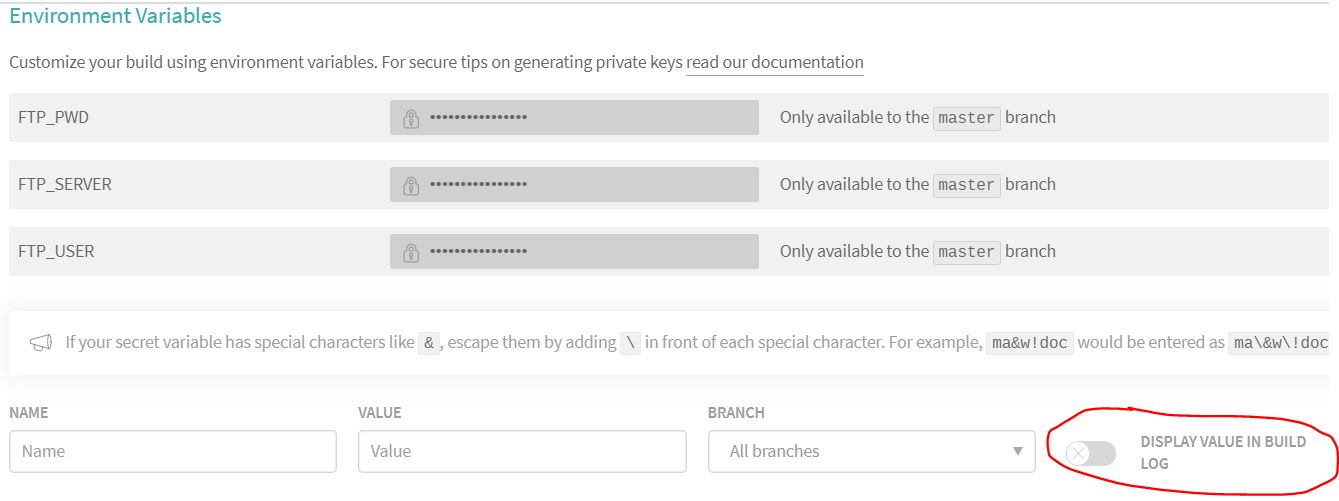 Environment Variables
Customize your build using environment variables. For secure tips on generating private keys read our documentation
FTP_PWD •••••••••••••••• Only available to the master branch
FTP_SERVER •••••••••••••••• Only available to the master branch
FTP_USER •••••••••••••••• Only available to the master branch
If your secret variable has special characters like & , escape them by adding \ in front of each special character. For example, ma&w!doc would be entered as ma\&w\!doc
NAME VALUE BRANCH
Name Value All branches DISPLAY VALUE IN BUILD
LOG